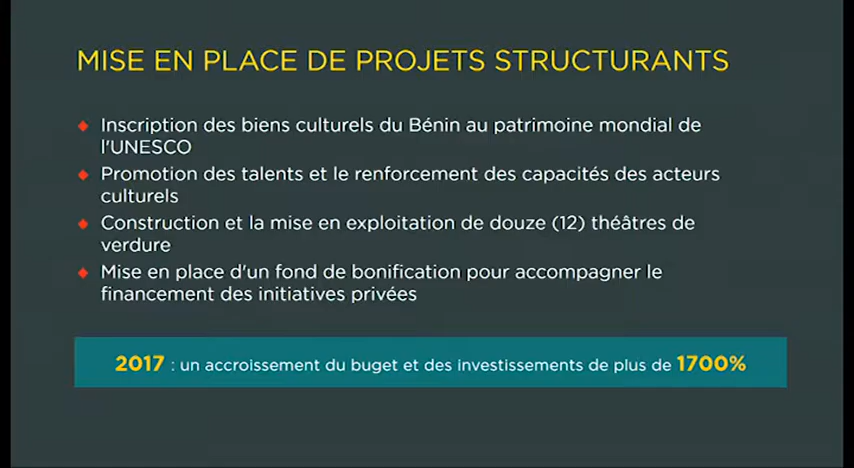 MISE EN PLACE DE PROJETS STRUCTURANTS
Inscription des biens culturels du Bénin au patrimoine mondial de
l'UNESCO
Promotion des talents et le renforcement des capacités des acteurs
culturels
Construction et la mise en exploitation de douze (12) théâtres de
verdure
Mise en place d'un fond de bonification pour accompagner le
financement des initiatives privées
2017 : un accroissement du buget et des investissements de plus de 1700%